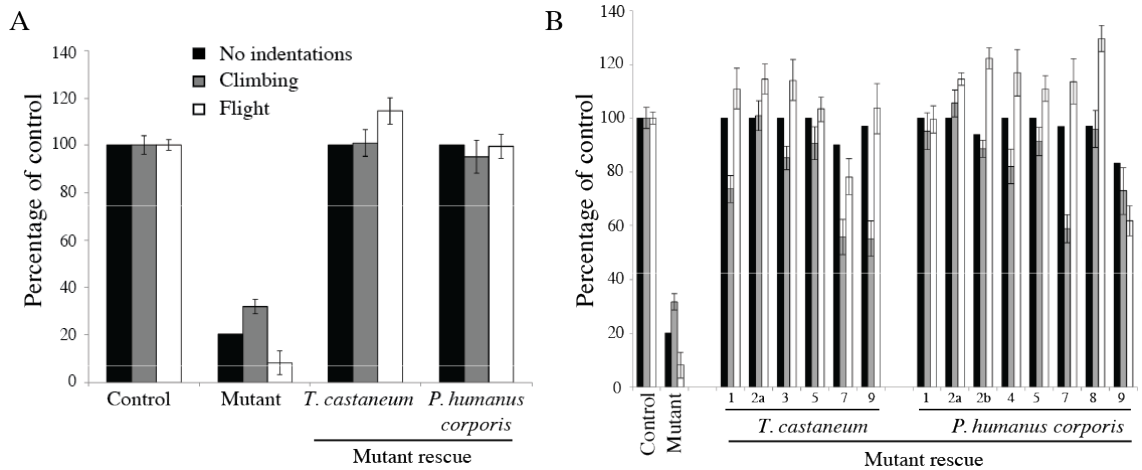 A
Percentage of control
140
120
100
80
60
40
20
0
No indentations
Climbing
Flight
Control
Mutant
T. castaneum
P. humanus
corporis
Mutant rescue
B
Percentage of control
140
120
100
80
60
40
20
0
Control
Mutant
1 2a 3 5 7 9
T. castaneum
1 2a 2b 4 5 7 8 9
P. humanus corporis
Mutant rescue